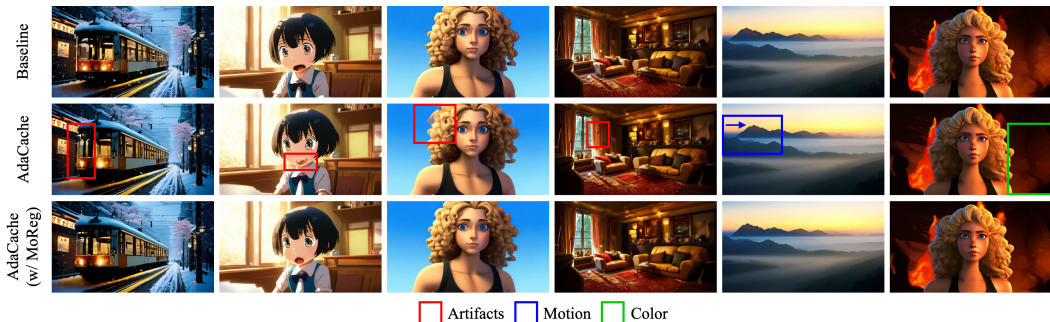 Baseline
AdaCache
AdaCache
(w/ MoReg)
Artifacts
Motion
Color